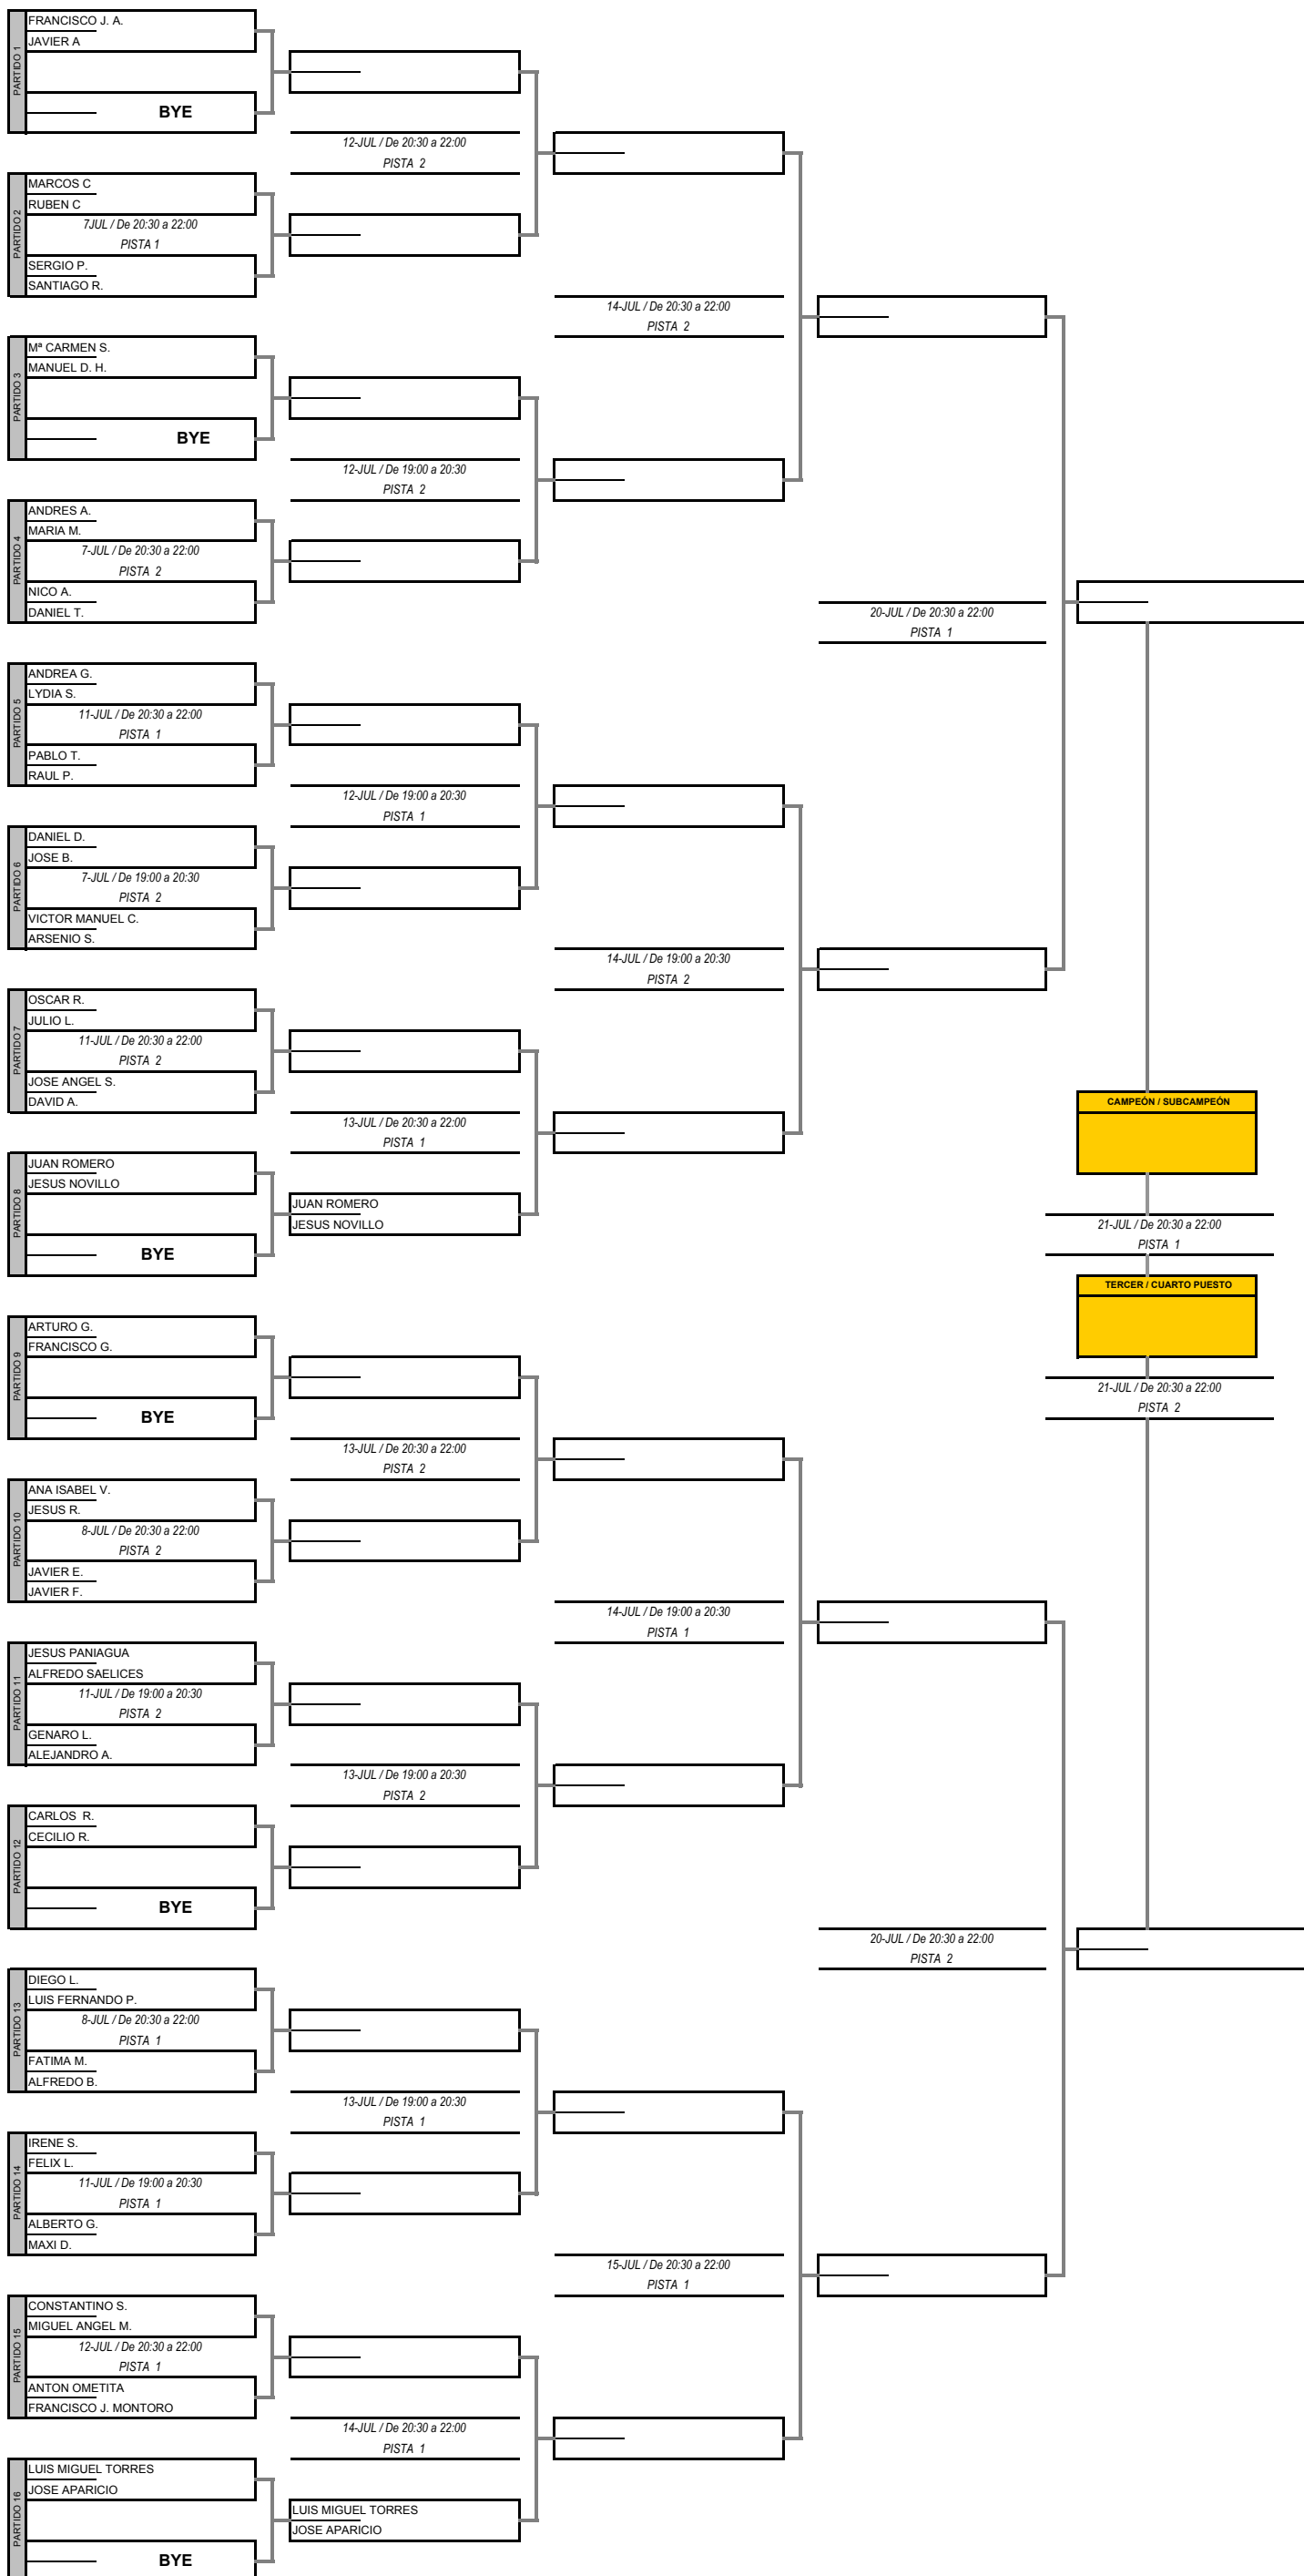 PARTIDO 1
FRANCISCO J. A.
JAVIER A
BYE
12-JUL / De 20:30 a 22:00
PISTA 2
PARTIDO 2
MARCOS C
RUBEN C
7JUL / De 20:30 a 22:00
PISTA 1
SERGIO P.
SANTIAGO R.
14-JUL / De 20:30 a 22:00
PISTA 2
PARTIDO 3
Mª CARMEN S.
MANUEL D. H.
BYE
12-JUL / De 19:00 a 20:30
PISTA 2
PARTIDO 4
ANDRES A.
MARIA M.
7-JUL / De 20:30 a 22:00
PISTA 2
NICO A.
DANIEL T.
20-JUL / De 20:30 a 22:00
PISTA 1
PARTIDO 5
ANDREA G.
LYDIA S.
11-JUL / De 20:30 a 22:00
PISTA 1
PABLO T.
RAUL P.
12-JUL / De 19:00 a 20:30
PISTA 1
PARTIDO 6
DANIEL D.
JOSE B.
7-JUL / De 19:00 a 20:30
PISTA 2
VICTOR MANUEL C.
ARSENIO S.
14-JUL / De 19:00 a 20:30
PISTA 2
PARTIDO 7
OSCAR R.
JULIO L.
11-JUL / De 20:30 a 22:00
PISTA 2
JOSE ANGEL S.
DAVID A.
CAMPEÓN / SUBCAMPEÓN
13-JUL / De 20:30 a 22:00
PISTA 1
PARTIDO 8
JUAN ROMERO
JESUS NOVILLO
BYE
JUAN ROMERO
JESUS NOVILLO
21-JUL / De 20:30 a 22:00
PISTA 1
TERCER / CUARTO PUESTO
21-JUL / De 20:30 a 22:00
PISTA 2
PARTIDO 9
ARTURO G.
FRANCISCO G.
BYE
13-JUL / De 20:30 a 22:00
PISTA 2
PARTIDO 10
ANA ISABEL V.
JESUS R.
8-JUL / De 20:30 a 22:00
PISTA 2
JAVIER E.
JAVIER F.
14-JUL / De 19:00 a 20:30
PISTA 1
PARTIDO 11
JESUS PANIAGUA
ALFREDO SAELICES
11-JUL / De 19:00 a 20:30
PISTA 2
GENARO L.
ALEJANDRO A.
13-JUL / De 19:00 a 20:30
PISTA 2
PARTIDO 12
CARLOS R.
CECILIO R.
BYE
20-JUL / De 20:30 a 22:00
PISTA 2
PARTIDO 13
DIEGO L.
LUIS FERNANDO P.
8-JUL / De 20:30 a 22:00
PISTA 1
FATIMA M.
ALFREDO B.
13-JUL / De 19:00 a 20:30
PISTA 1
PARTIDO 14
IRENE S.
FELIX L.
11-JUL / De 19:00 a 20:30
PISTA 1
ALBERTO G.
MAXI D.
15-JUL / De 20:30 a 22:00
PISTA 1
PARTIDO 15
CONSTANTINO S.
MIGUEL ANGEL M.
12-JUL / De 20:30 a 22:00
PISTA 1
ANTON OMETITA
FRANCISCO J. MONTORO
14-JUL / De 20:30 a 22:00
PISTA 1
PARTIDO 16
LUIS MIGUEL TORRES
JOSE APARICIO
BYE
LUIS MIGUEL TORRES
JOSE APARICIO